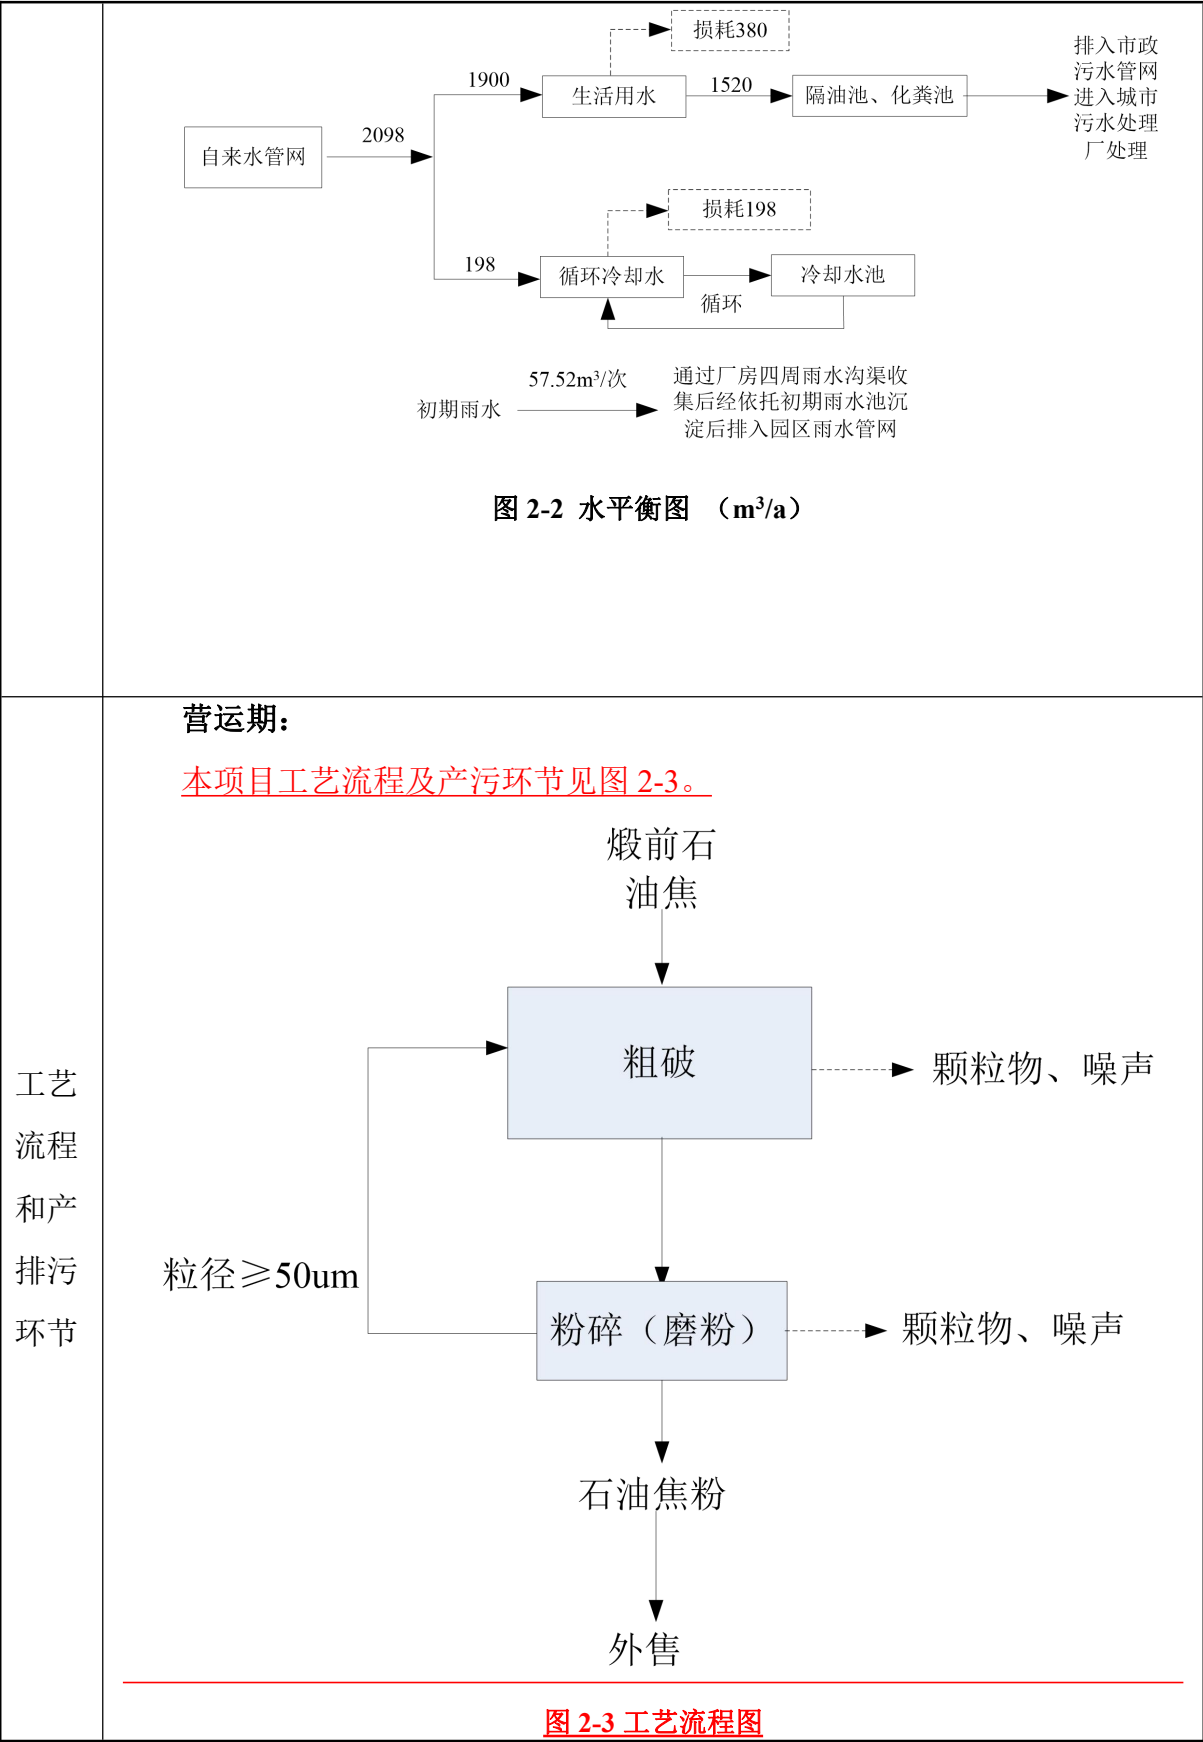 损耗380
1900
生活用水
1520
隔油池、化粪池
排入市政
污水管网
进入城市
污水处理
厂处理
自来水管网
2098
损耗198
198
循环冷却水
循环
冷却水池
初期雨水
57.52m³/次
通过厂房四周雨水沟渠收
集后经依托初期雨水池沉
淀后排入园区雨水管网
图 2-2 水平衡图 （m³/a）
工艺
流程
和产
排污
环节
营运期：
本项目工艺流程及产污环节见图 2-3。
煅前石
油焦
粗破
颗粒物、噪声
粒径≥50um
粉碎（磨粉）
颗粒物、噪声
石油焦粉
外售
图 2-3 工艺流程图